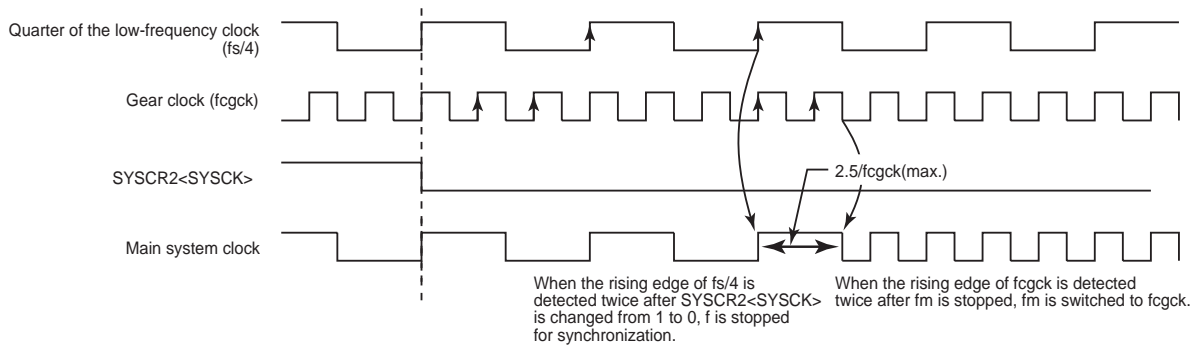 Quarter of the low-frequency clock
(fs/4)
Gear clock (fcgck)
SYSCR2<SYSCK>
2.5/fcgck(max.)
Main system clock
When the rising edge of fs/4 is
detected twice after SYSCR2<SYSCK>
is changed from 1 to 0, f is stopped
for synchronization.
When the rising edge of fcgck is detected
twice after fm is stopped, fm is switched to fcgck.